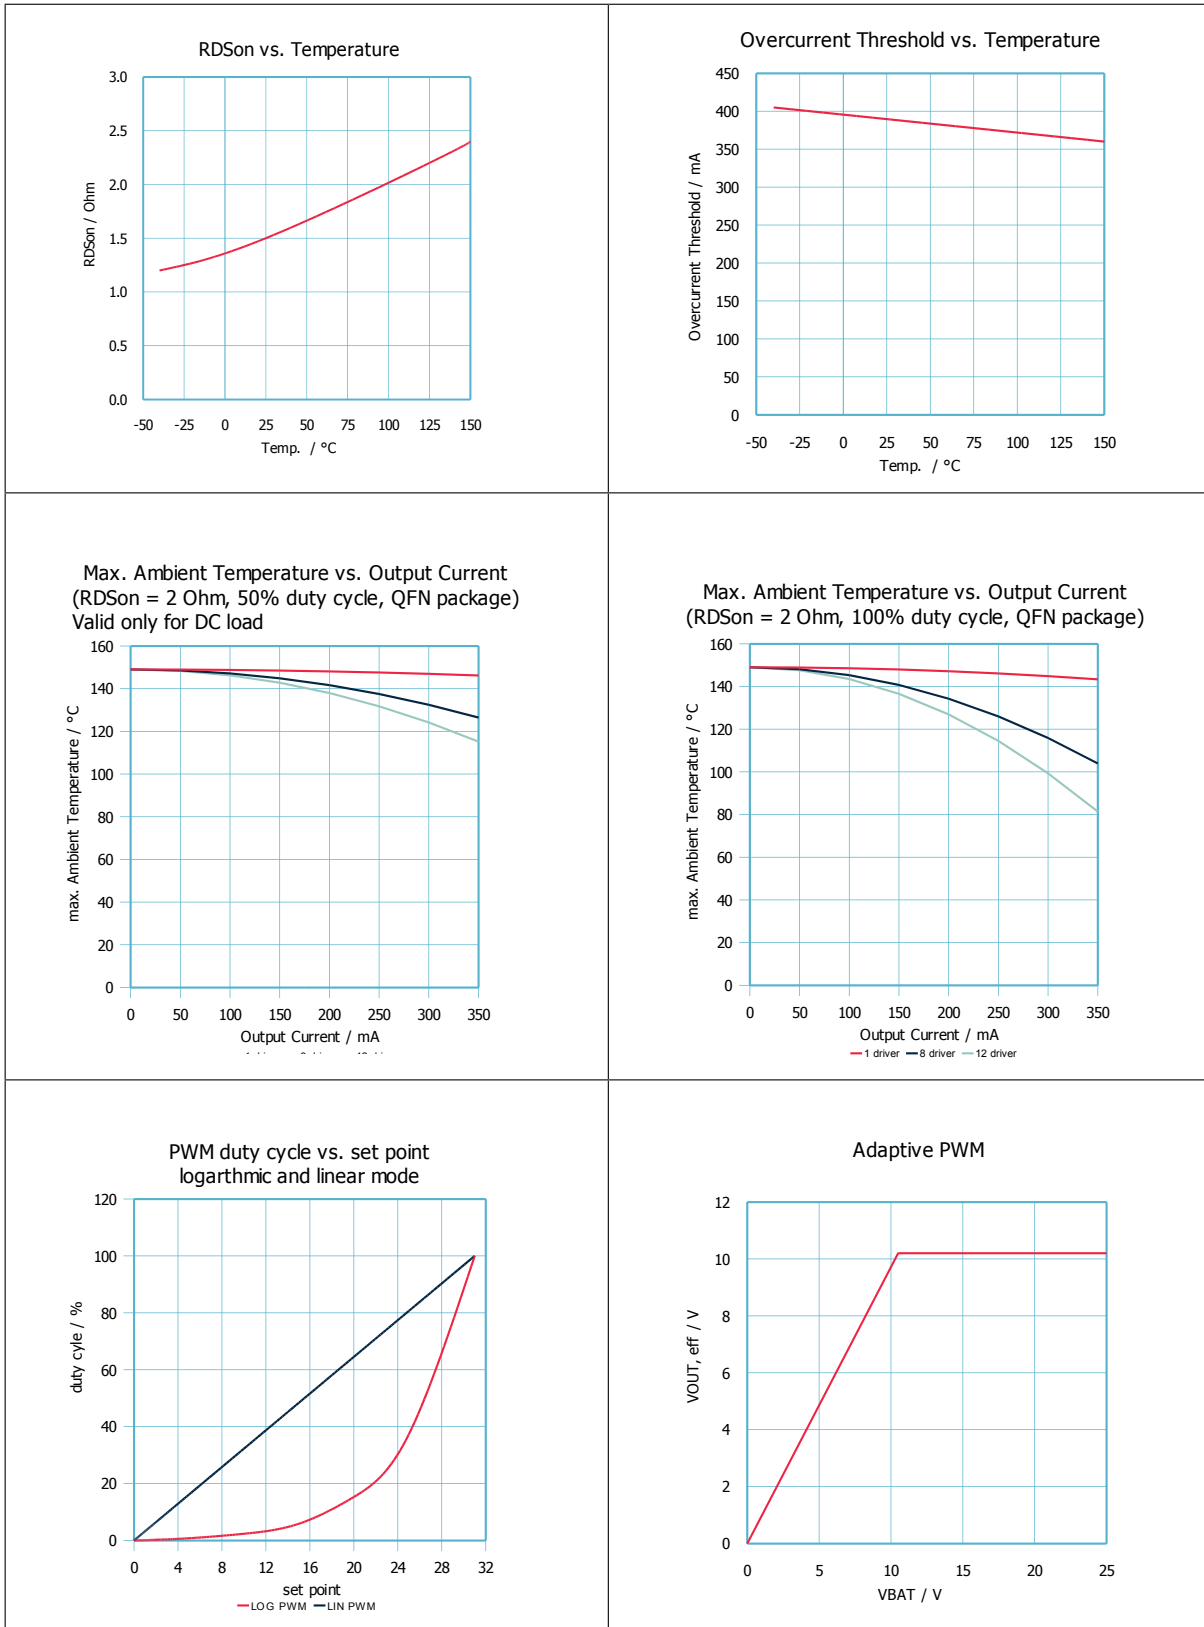 RDSon vs. Temperature
3.0
2.5
2.0
1.5
1.0
0.5
0.0
RDSon / Ohm
-50 -25 0 25 50 75 100 125 150
Temp. / °C
Overcurrent Threshold vs. Temperature
450
400
350
300
250
200
150
100
50
0
Overcurrent Threshold / mA
-50 -25 0 25 50 75 100 125 150
Temp. / °C
Max. Ambient Temperature vs. Output Current
(RDSon = 2 Ohm, 50% duty cycle, QFN package)
Valid only for DC load
160
140
120
100
80
60
40
20
0
max. Ambient Temperature / °C
0 50 100 150 200 250 300 350
Output Current / mA
Max. Ambient Temperature vs. Output Current
(RDSon = 2 Ohm, 100% duty cycle, QFN package)
160
140
120
100
80
60
40
20
0
max. Ambient Temperature / °C
0 50 100 150 200 250 300 350
Output Current / mA
1 driver 8 driver 12 driver
PWM duty cycle vs. set point
logarthmic and linear mode
120
100
80
60
40
20
0
duty cyle / %
0 4 8 12 16 20 24 28 32
set point
LOG PWM LIN PWM
Adaptive PWM
12
10
8
6
4
2
0
VOUT, eff / V
0 5 10 15 20 25
VBAT / V